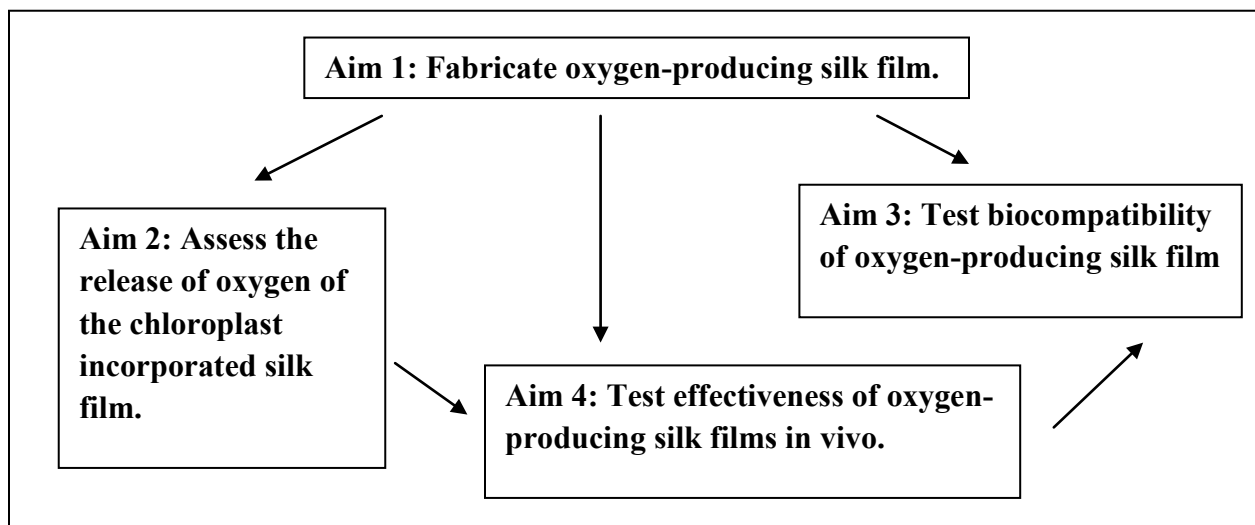 Aim 1: Fabricate oxygen-producing silk film.
Aim 2: Assess the
release of oxygen of
the chloroplast
incorporated silk
film.
Aim 3: Test biocompatibility
of oxygen-producing silk film
Aim 4: Test effectiveness of oxygen-
producing silk films in vivo.